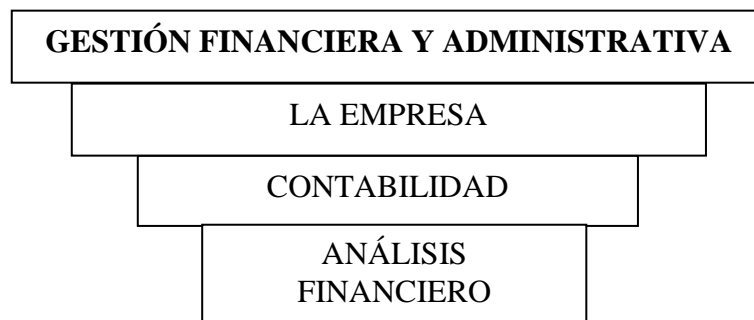 GESTIÓN FINANCIERA Y ADMINISTRATIVA
LA EMPRESA
CONTABILIDAD
ANÁLISIS
FINANCIERO